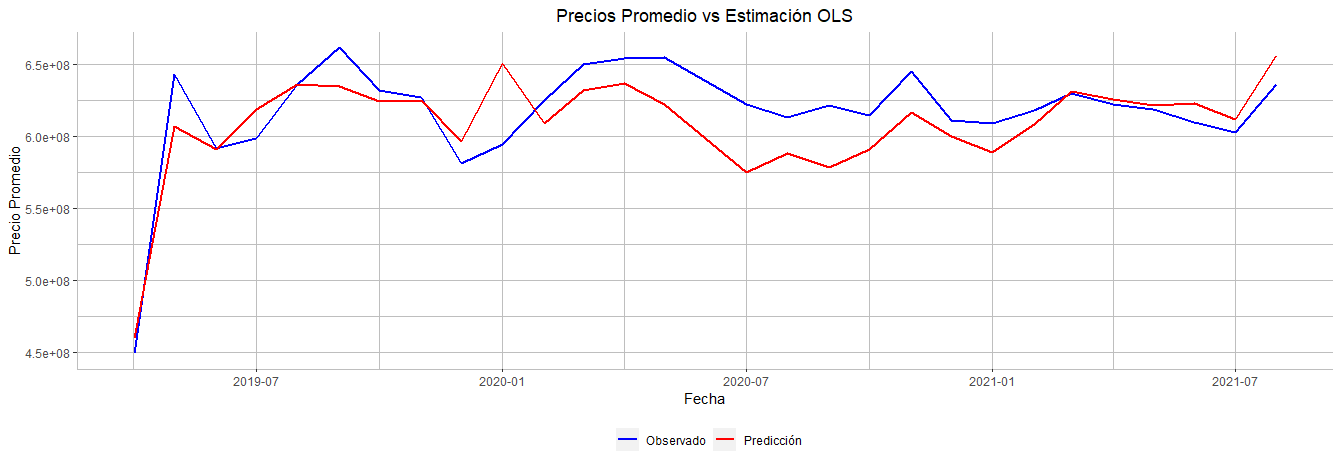 Precios Promedio vs Estimación OLS
Precio Promedio
6.5e+08
6.0e+08
5.5e+08
5.0e+08
4.5e+08
2019-07 2020-01 2020-07 2021-01 2021-07
Fecha
Observado Predicción